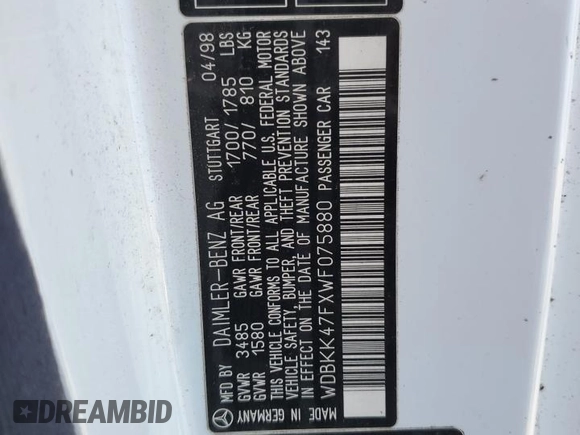 MFD BY DAIMLER-BENZ AG STUTTGART 04/98
GVWR 3485 GAWR FRONT/REAR 1700/ 1785 LBS
GVWR 1580 GAWR FRONT/REAR 770/ 810 KG
THIS VEHICLE CONFORMS TO ALL APPLICABLE U.S. FEDERAL MOTOR
VEHICLE SAFETY, BUMPER, AND THEFT PREVENTION STANDARDS
IN EFFECT ON THE DATE OF MANUFACTURE SHOWN ABOVE
WDBKK47FXWF075880 PASSENGER CAR 143
MADE IN GERMANY
DREAMBID